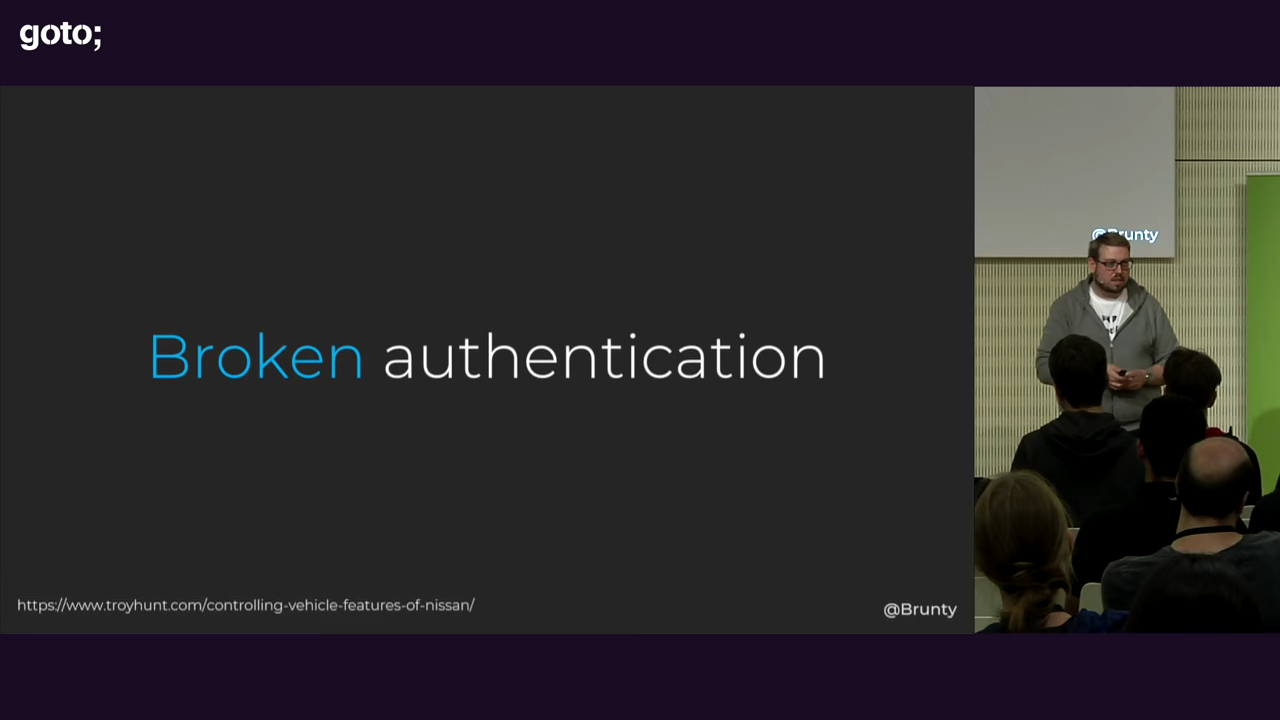 goto;
Broken authentication
https://www.troyhunt.com/controlling-vehicle-features-of-nissan/
@Brunty
@Brunty